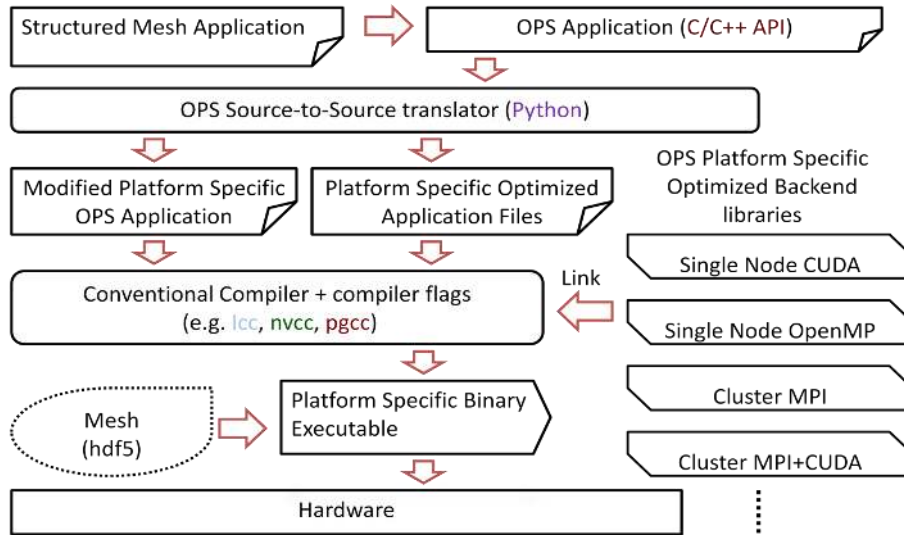 Structured Mesh Application
OPS Application (C/C++ API)
OPS Source-to-Source translator (Python)
Modified Platform Specific
OPS Application
Platform Specific Optimized
Application Files
OPS Platform Specific
Optimized Backend
libraries
Single Node CUDA
Link
Conventional Compiler + compiler flags
(e.g. Icc, nvcc, pgcc)
Single Node OpenMP
Cluster MPI
Mesh
(hdf5)
Platform Specific Binary
Executable
Cluster MPI+CUDA
Hardware